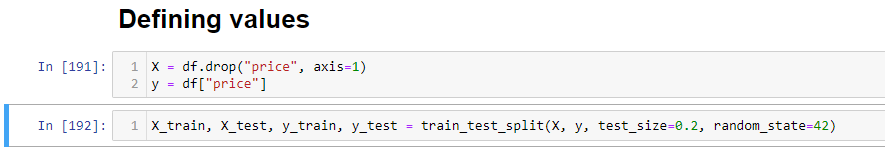 Defining values
In [191]: 1 X = df.drop("price", axis=1)
2 y = df["price"]
In [192]: 1 X_train, X_test, y_train, y_test = train_test_split(X, y, test_size=0.2, random_state=42)